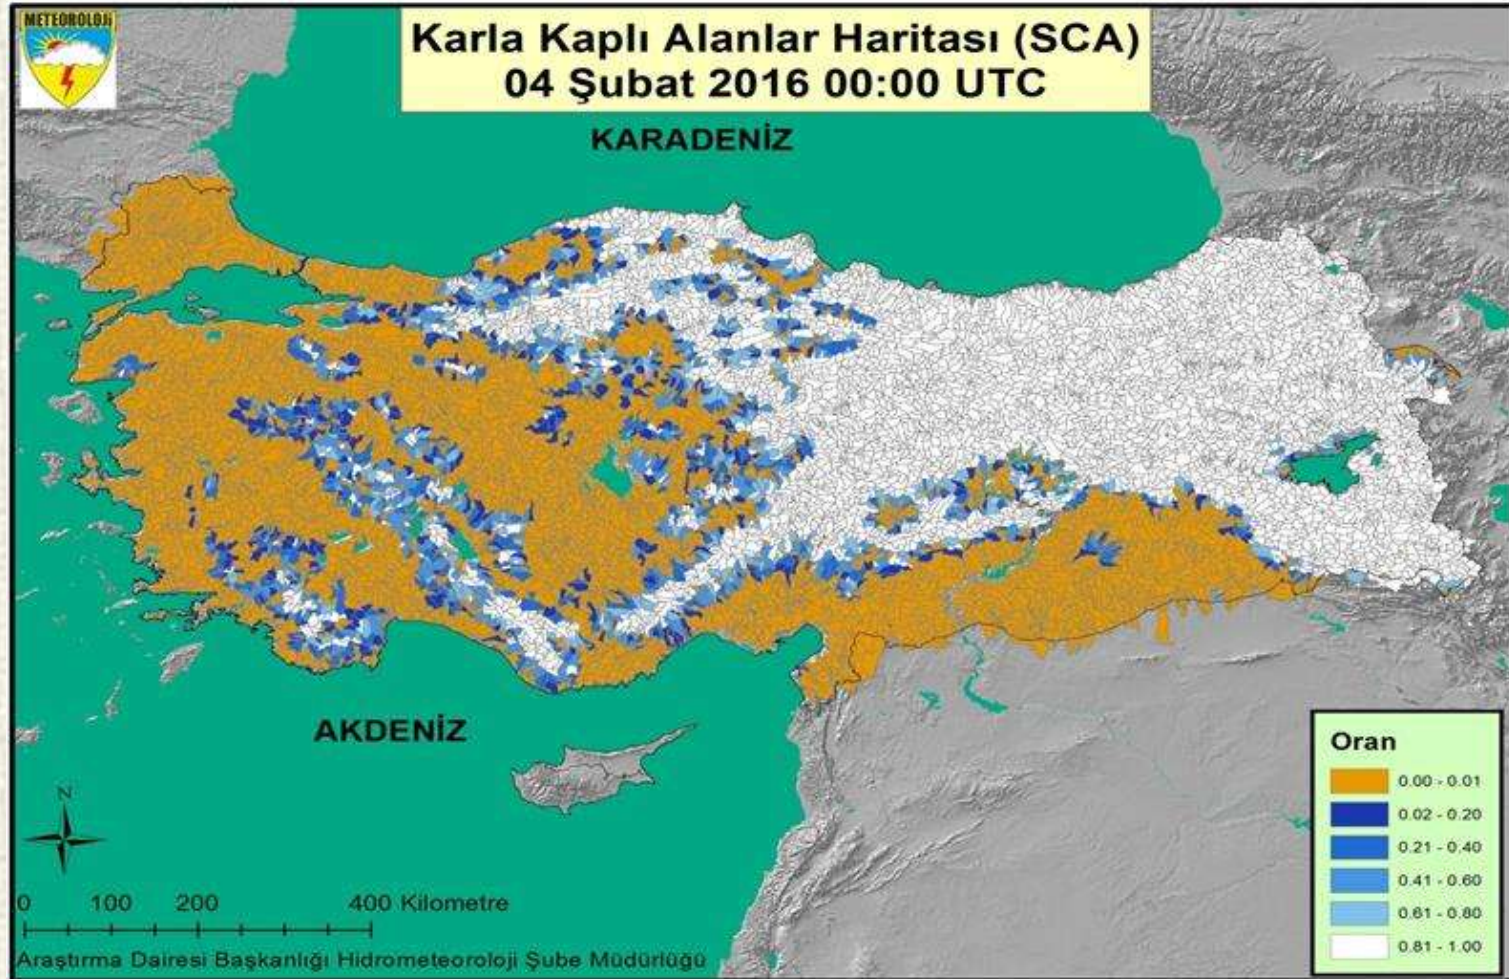 METEOROLOJİ
Karla Kaplı Alanlar Haritası (SCA)
04 Şubat 2016 00:00 UTC
KARADENİZ
AKDENİZ
N
0 100 200 400 Kilometre
Araştırma Dairesi Başkanlığı Hidrometeoroloji Şube Müdürlüğü
Oran
0.00 - 0.01
0.02 - 0.20
0.21 - 0.40
0.41 - 0.60
0.61 - 0.80
0.81 - 1.00